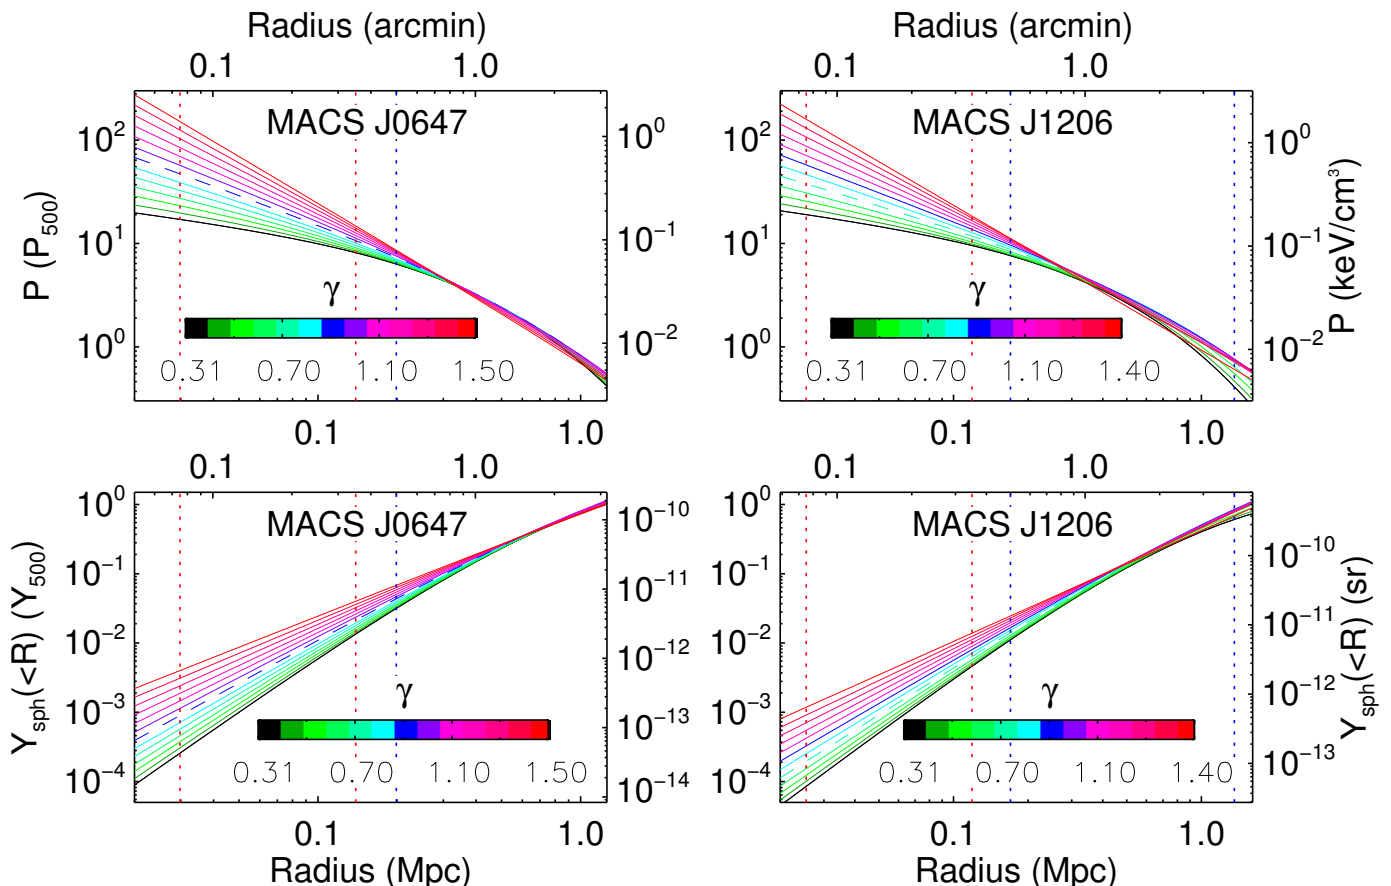 Radius (arcmin)
0.1 1.0
MACS J0647
P (P_500)
10^2
10^1
10^0
10^0
10^-1
10^-2
γ
0.31 0.70 1.10 1.50
0.1 1.0
Radius (arcmin)
0.1 1.0
MACS J1206
10^2
10^1
10^0
10^0
10^-1
10^-2
P (keV/cm^3)
γ
0.31 0.70 1.10 1.40
0.1 1.0
0.1 1.0
MACS J0647
Y_sph(<R) (Y_500)
10^0
10^-1
10^-2
10^-3
10^-4
10^-10
10^-11
10^-12
10^-13
10^-14
γ
0.31 0.70 1.10 1.50
0.1 1.0
Radius (Mpc)
0.1 1.0
MACS J1206
10^0
10^-1
10^-2
10^-3
10^-4
10^-10
10^-11
10^-12
10^-13
Y_sph(<R) (sr)
γ
0.31 0.70 1.10 1.40
0.1 1.0
Radius (Mpc)